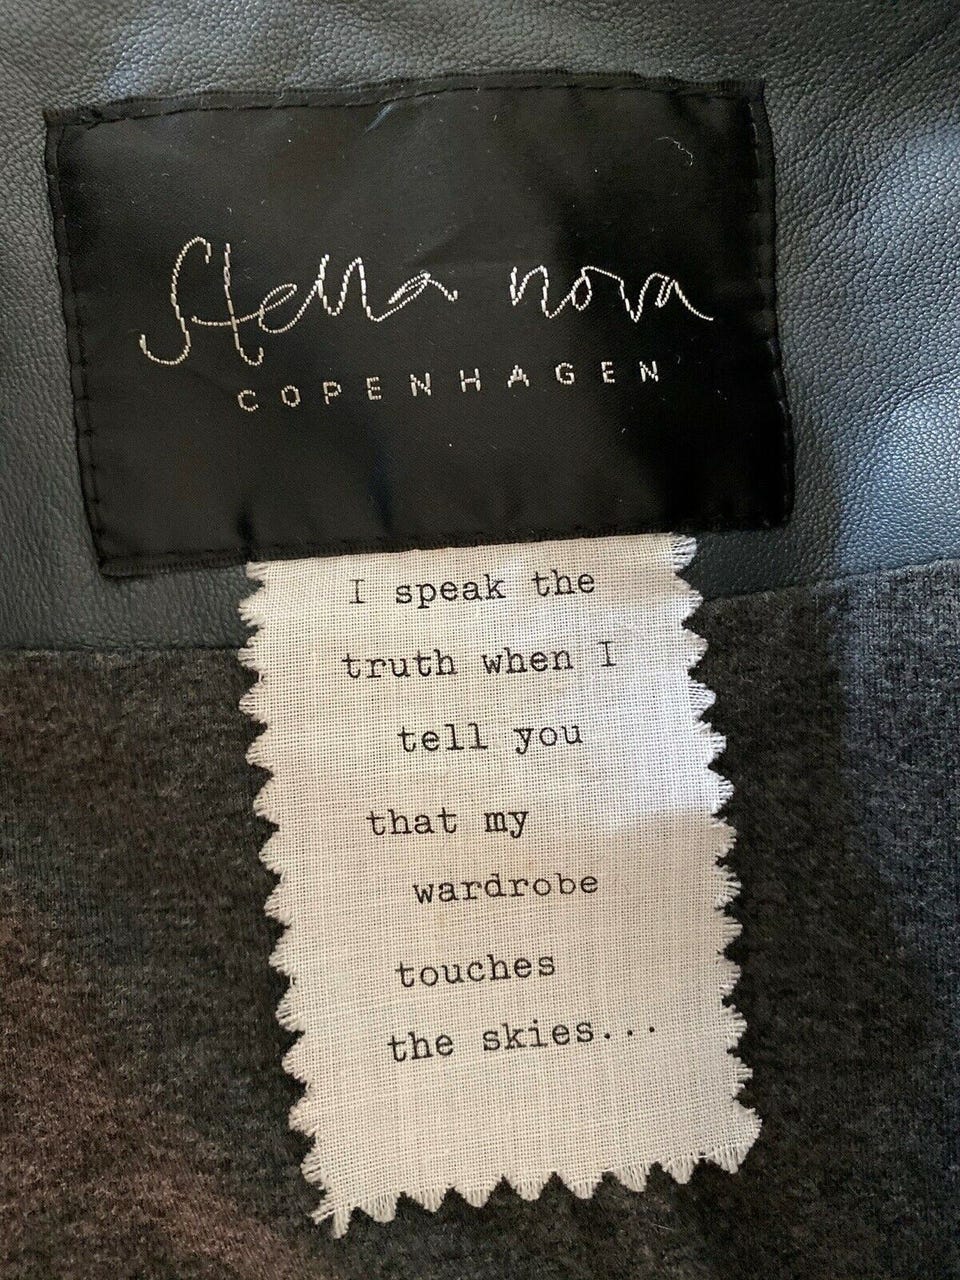 Stella nova
COPENHAGEN
I speak the
truth when I
tell you
that my
wardrobe
touches
the skies...